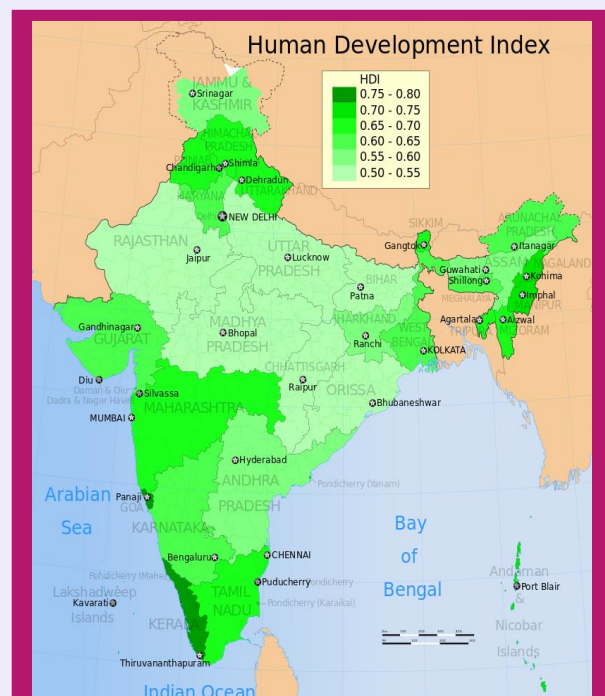 Human Development Index
HDI
0.75 - 0.80
0.70 - 0.75
0.65 - 0.70
0.60 - 0.65
0.55 - 0.60
0.50 - 0.55
JAMMU &
KASHMIR
Srinagar
HIMACHAL
PRADESH
PUNJAB
Shimla
Chandigarh
Dehradun
UTTARAKHAND
HARYANA
Delhi
NEW DELHI
RAJASTHAN
Jaipur
UTTAR
PRADESH
Lucknow
SIKKIM
Gangtok
ARUNACHAL
PRADESH
Itanagar
ASSAM
NAGALAND
Guwahati
Shillong
Kohima
MEGHALAYA
Imphal
MANIPUR
BIHAR
Patna
Agartala
Aizwal
TRIPURA
MIZORAM
Gandhinagar
GUJARAT
MADHYA
PRADESH
Bhopal
JHARKHAND
Ranchi
WEST
BENGAL
KOLKATA
CHHATTISGARH
Raipur
ORISSA
Bhubaneshwar
Diu
Daman & Diu
Dadra & Nagar Haveli
Silvassa
MAHARASHTRA
MUMBAI
Hyderabad
ANDHRA
PRADESH
Pondicherry (Yanam)
Arabian
Sea
Panaji
GOA
KARNATAKA
Bay
of
Bengal
Bengaluru
CHENNAI
Pondicherry (Mahe)
Puducherry
Pondicherry
Lakshadweep
Islands
Kavarati
TAMIL
NADU
Pondicherry (Karaikal)
KERALA
Andaman
&
Nicobar
Islands
Port Blair
Thiruvananthapuram
Indian Ocean